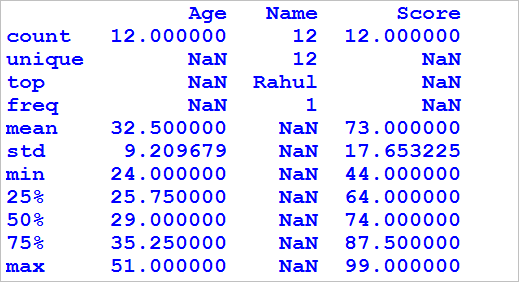 Age Name Score
count 12.000000 12 12.000000
unique NaN 12 NaN
top NaN Rahul NaN
freq NaN 1 NaN
mean 32.500000 NaN 73.000000
std 9.209679 NaN 17.653225
min 24.000000 NaN 44.000000
25% 25.750000 NaN 64.000000
50% 29.000000 NaN 74.000000
75% 35.250000 NaN 87.500000
max 51.000000 NaN 99.000000